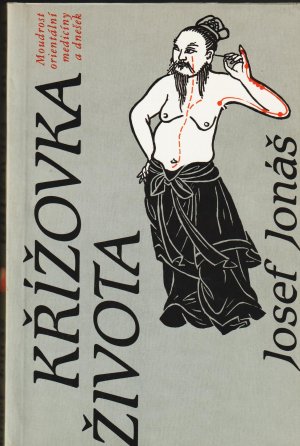 Moudrost
orientální
medicíny
a dnešek
KŘÍŽOVKA
ŽIVOTA
Josef Jonáš